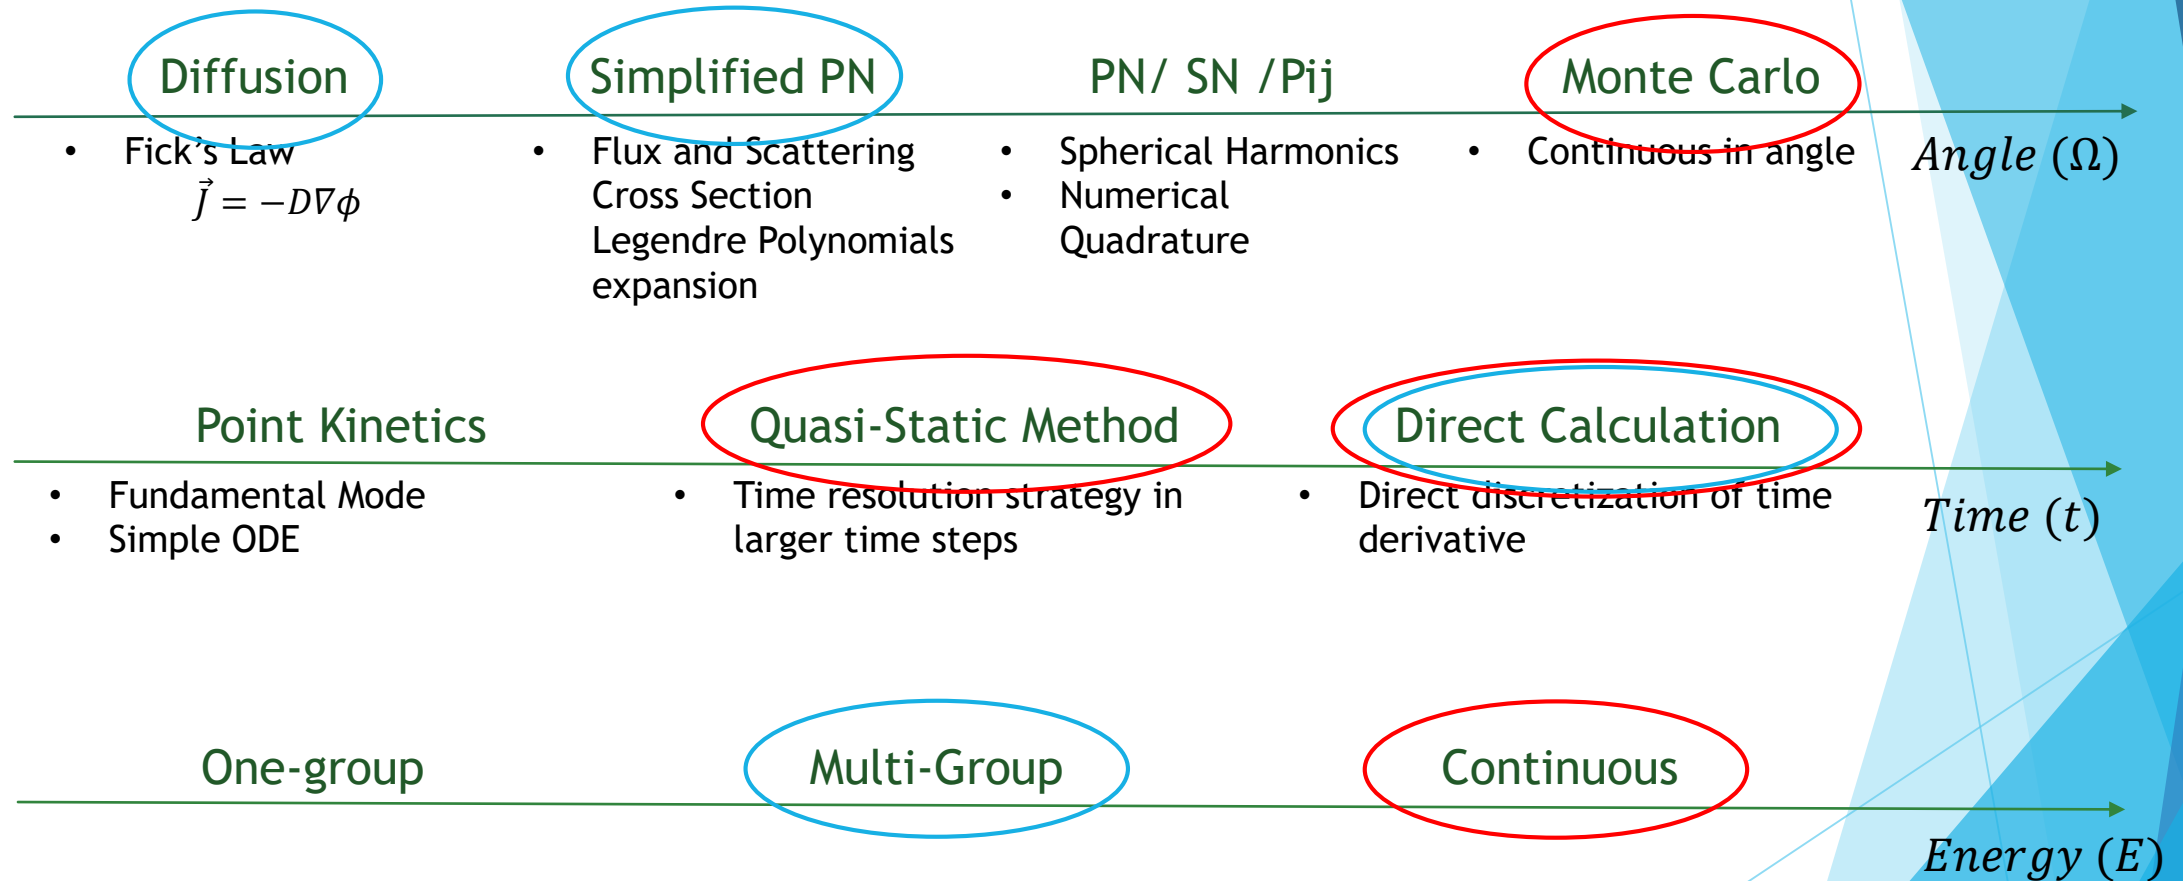 Diffusion
Simplified PN
PN/ SN /Pij
Monte Carlo
• Fick's Law
J⃗ = −D∇ϕ
• Flux and Scattering
Cross Section
Legendre Polynomials
expansion
• Spherical Harmonics
• Numerical
Quadrature
• Continuous in angle
Angle (Ω)
Point Kinetics
Quasi-Static Method
Direct Calculation
• Fundamental Mode
• Simple ODE
• Time resolution strategy in
larger time steps
• Direct discretization of time
derivative
Time (t)
One-group
Multi-Group
Continuous
Energy (E)